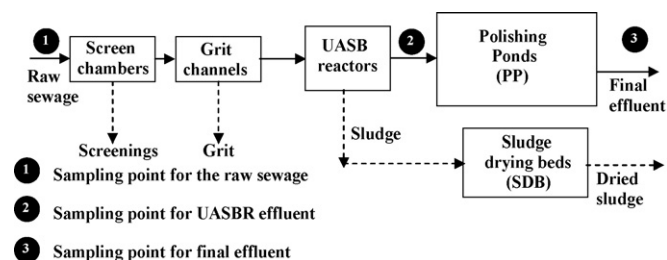 1
2
3
Screen
chambers
Grit
channels
UASB
reactors
Polishing
Ponds
(PP)
Raw
sewage
Final
effluent
Sludge
Screenings
Grit
Sludge
drying beds
(SDB)
Dried
sludge
1 Sampling point for the raw sewage
2 Sampling point for UASBR effluent
3 Sampling point for final effluent